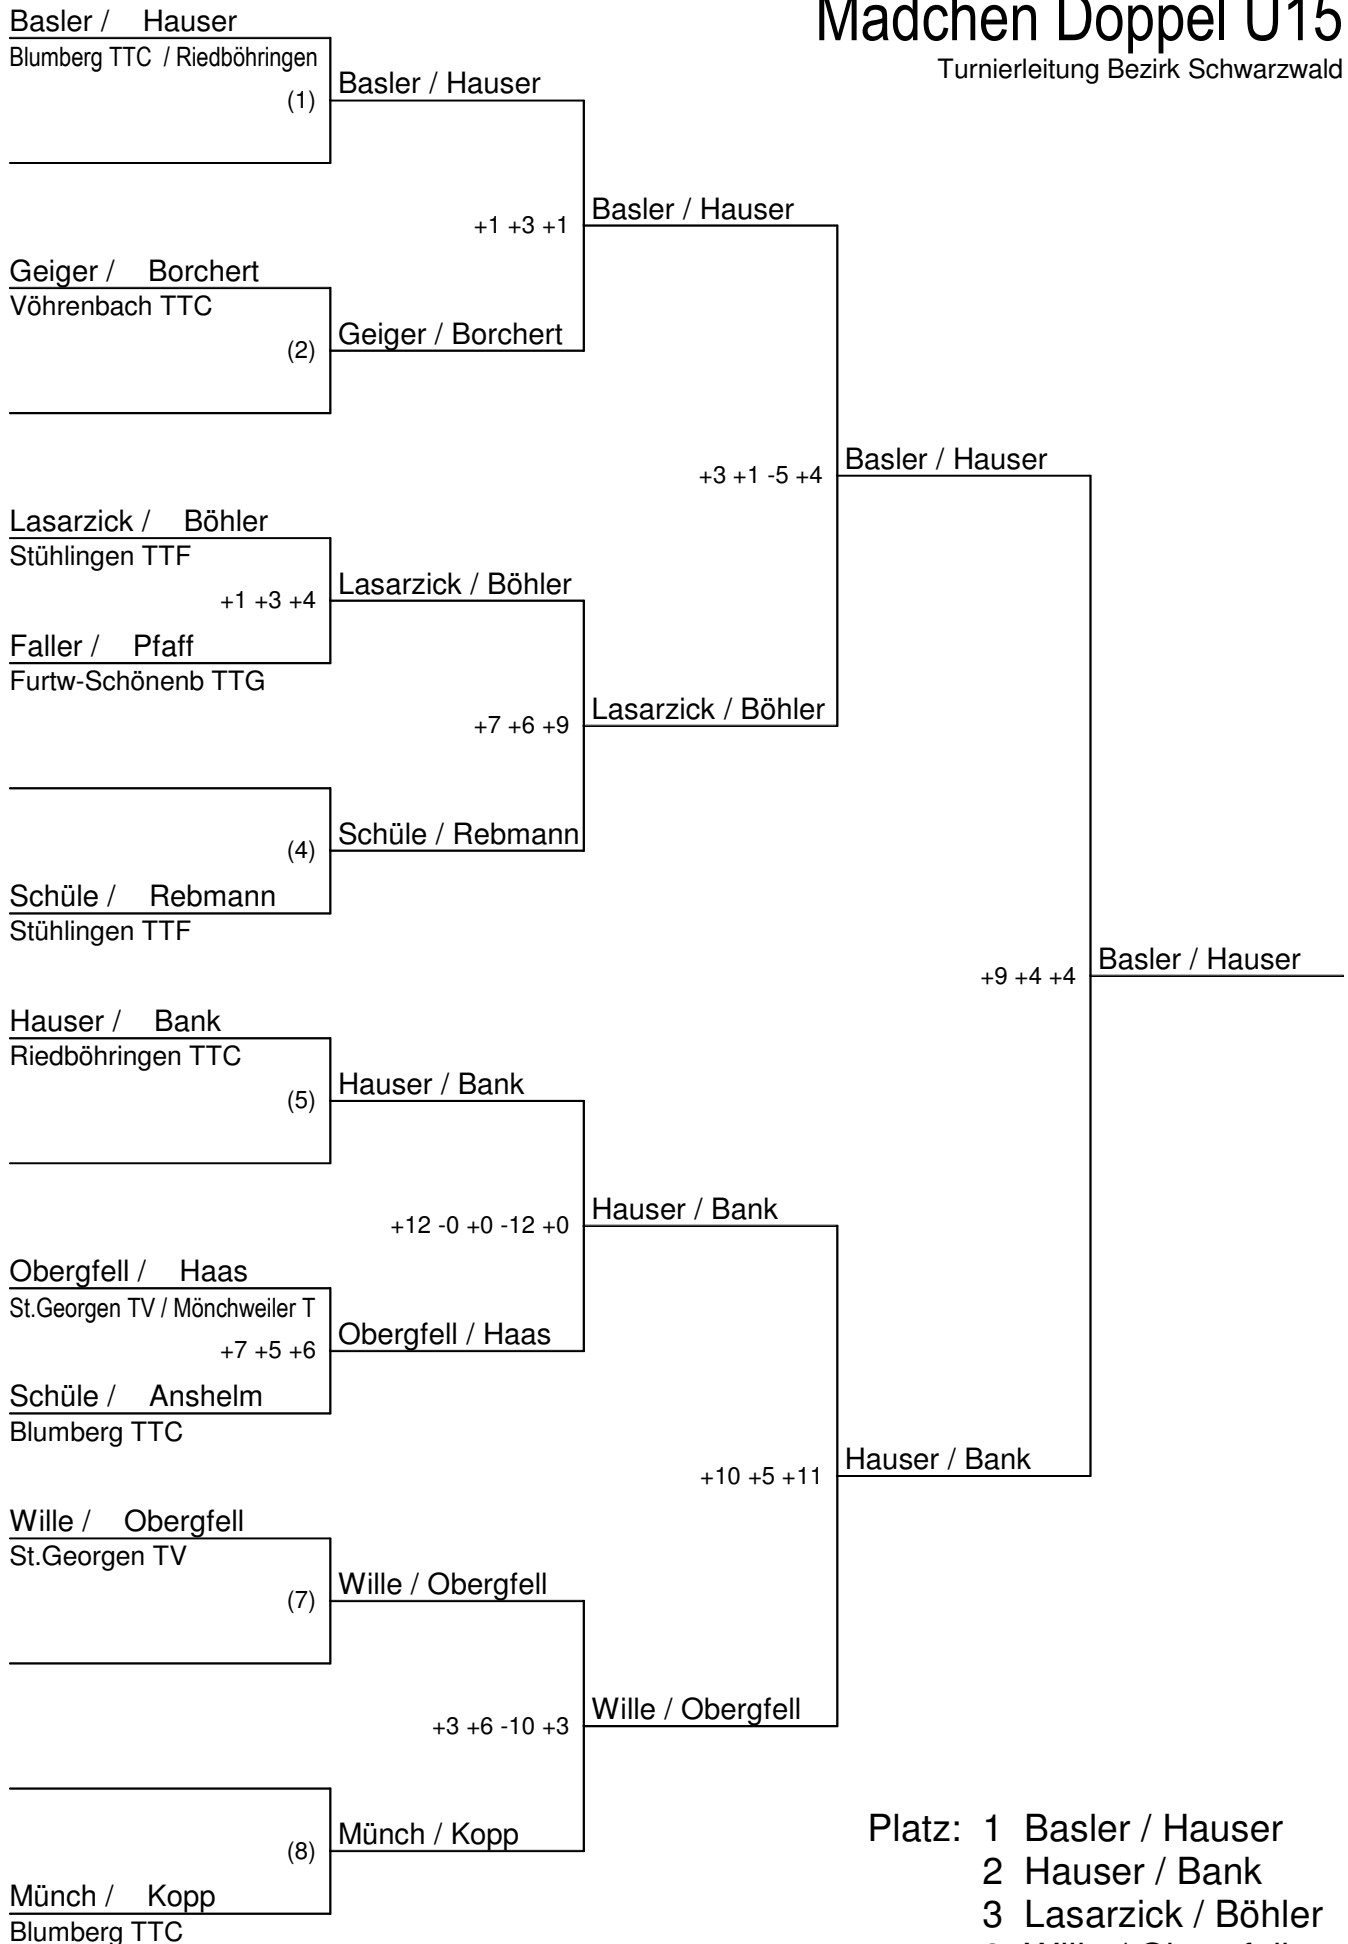 Mädchen Doppel U15
Turnierleitung Bezirk Schwarzwald
Basler / Hauser
Blumberg TTC / Riedböhringen
(1)
Basler / Hauser
+1 +3 +1
Basler / Hauser
Geiger / Borchert
Vöhrenbach TTC
(2)
Geiger / Borchert
+3 +1 -5 +4
Basler / Hauser
Lasarzick / Böhler
Stühlingen TTF
+1 +3 +4
Lasarzick / Böhler
Faller / Pfaff
Furtw-Schönenb TTG
+7 +6 +9
Lasarzick / Böhler
(4)
Schüle / Rebmann
Schüle / Rebmann
Stühlingen TTF
+9 +4 +4
Basler / Hauser
Hauser / Bank
Riedböhringen TTC
(5)
Hauser / Bank
+12 -0 +0 -12 +0
Hauser / Bank
Obergfell / Haas
St.Georgen TV / Mönchweiler T
+7 +5 +6
Obergfell / Haas
Schüle / Anshelm
Blumberg TTC
+10 +5 +11
Hauser / Bank
Wille / Obergfell
St.Georgen TV
(7)
Wille / Obergfell
+3 +6 -10 +3
Wille / Obergfell
(8)
Münch / Kopp
Münch / Kopp
Blumberg TTC
Platz: 1 Basler / Hauser
2 Hauser / Bank
3 Lasarzick / Böhler